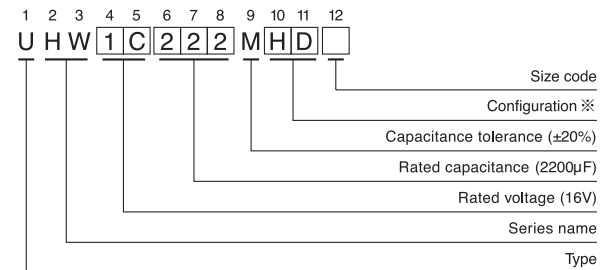 1 2 3 4 5 6 7 8 9 10 11 12
U H W 1 C 2 2 2 M H D
Size code
Configuration ※
Capacitance tolerance (±20%)
Rated capacitance (2200µF)
Rated voltage (16V)
Series name
Type